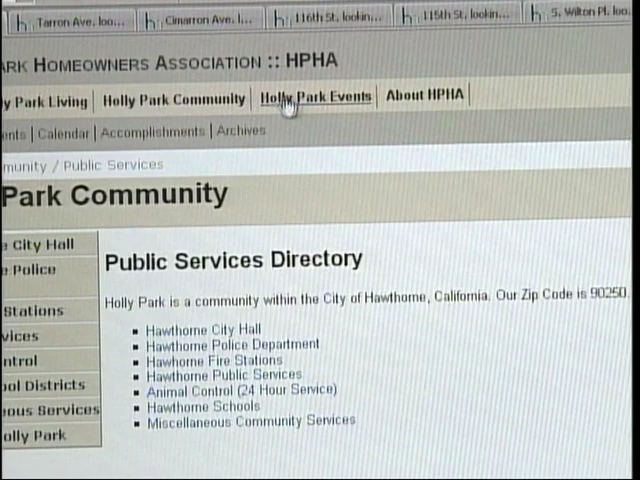 Tarron Ave, loo...
Cimarron Ave, l...
116th St, lookin...
115th St, lookin...
S. Wilton Pl, loo...
ARK HOMEOWNERS ASSOCIATION :: HPHA
y Park Living | Holly Park Community | Holly Park Events | About HPHA |
ents | Calendar | Accomplishments | Archives
munity / Public Services
Park Community
e City Hall
e Police
Stations
vices
ntrol
ool Districts
eous Services
olly Park
Public Services Directory
Holly Park is a community within the City of Hawthorne, California. Our Zip Code is 90250.
Hawthorne City Hall
Hawthorne Police Department
Hawhorne Fire Stations
Hawthorne Public Services
Animal Control (24 Hour Service)
Hawthorne Schools
Miscellaneous Community Services